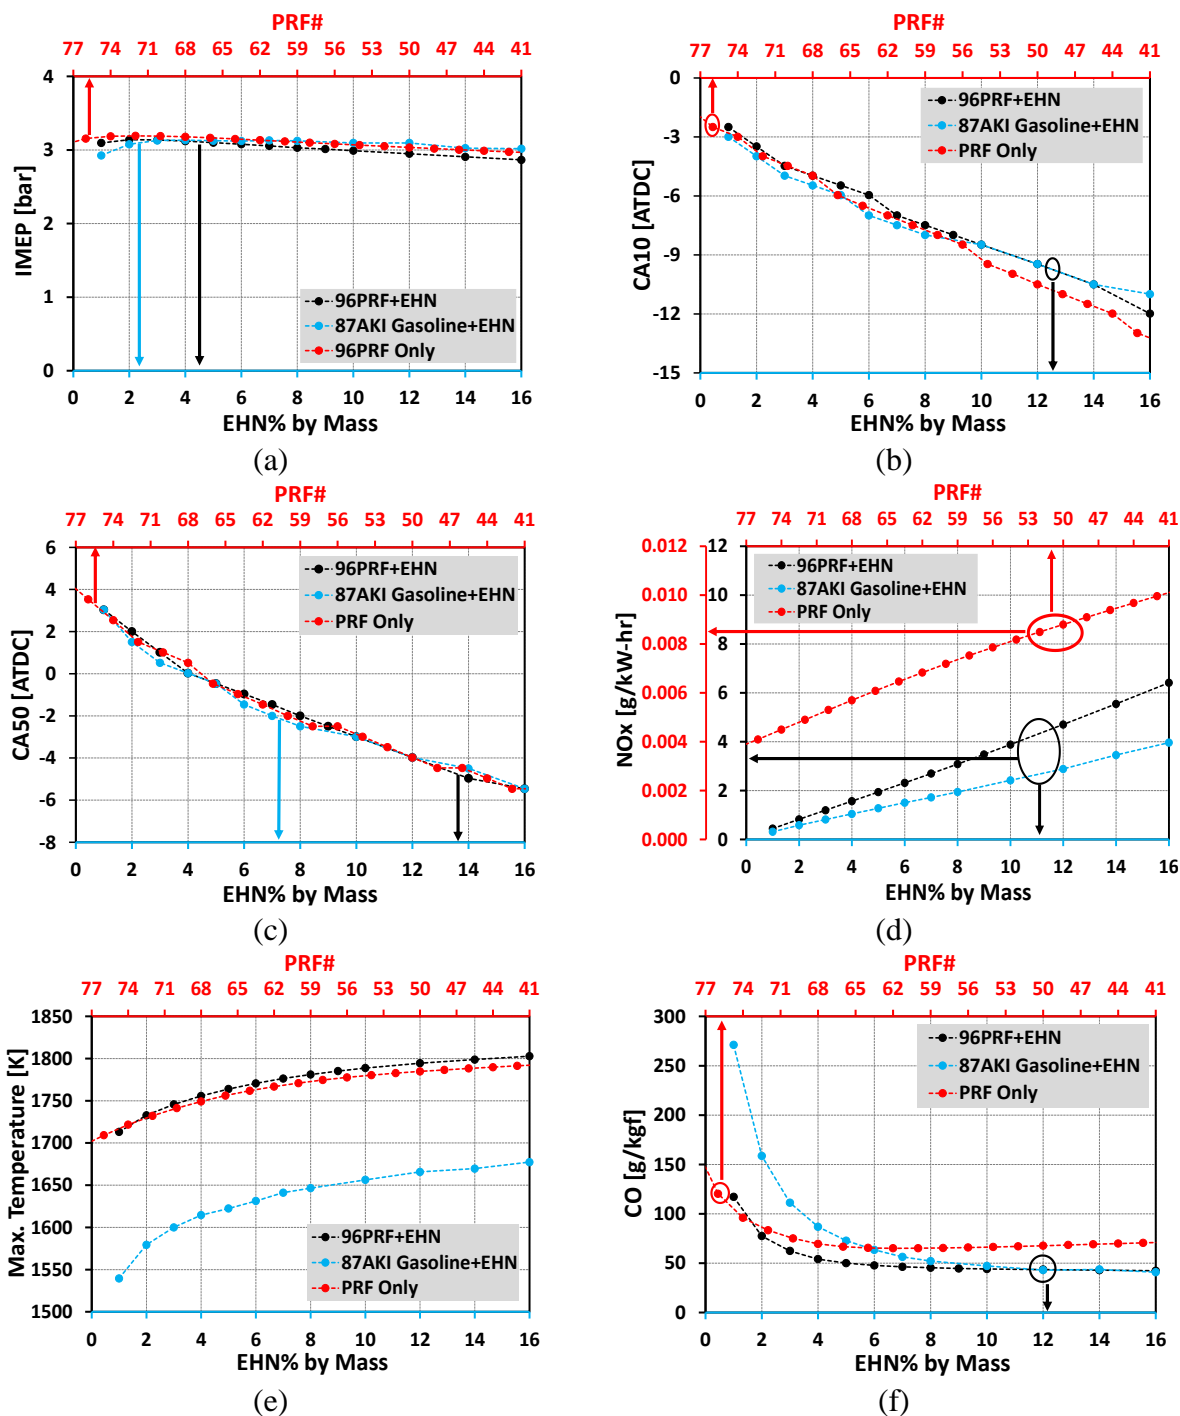 PRF#
77 74 71 68 65 62 59 56 53 50 47 44 41
4
3
2
1
0
IMEP [bar]
96PRF+EHN
87AKI Gasoline+EHN
96PRF Only
0 2 4 6 8 10 12 14 16
EHN% by Mass
(a)
PRF#
77 74 71 68 65 62 59 56 53 50 47 44 41
0
-3
-6
-9
-12
-15
CA10 [ATDC]
96PRF+EHN
87AKI Gasoline+EHN
PRF Only
0 2 4 6 8 10 12 14 16
EHN% by Mass
(b)
PRF#
77 74 71 68 65 62 59 56 53 50 47 44 41
6
4
2
0
-2
-4
-6
-8
CA50 [ATDC]
96PRF+EHN
87AKI Gasoline+EHN
PRF Only
0 2 4 6 8 10 12 14 16
EHN% by Mass
(c)
PRF#
77 74 71 68 65 62 59 56 53 50 47 44 41
0.012 12
0.010 10
0.008 8
0.006 6
0.004 4
0.002 2
0.000 0
NOx [g/kW-hr]
96PRF+EHN
87AKI Gasoline+EHN
PRF Only
0 2 4 6 8 10 12 14 16
EHN% by Mass
(d)
PRF#
77 74 71 68 65 62 59 56 53 50 47 44 41
1850
1800
1750
1700
1650
1600
1550
1500
Max. Temperature [K]
96PRF+EHN
87AKI Gasoline+EHN
PRF Only
0 2 4 6 8 10 12 14 16
EHN% by Mass
(e)
PRF#
77 74 71 68 65 62 59 56 53 50 47 44 41
300
250
200
150
100
50
0
CO [g/kgf]
96PRF+EHN
87AKI Gasoline+EHN
PRF Only
0 2 4 6 8 10 12 14 16
EHN% by Mass
(f)